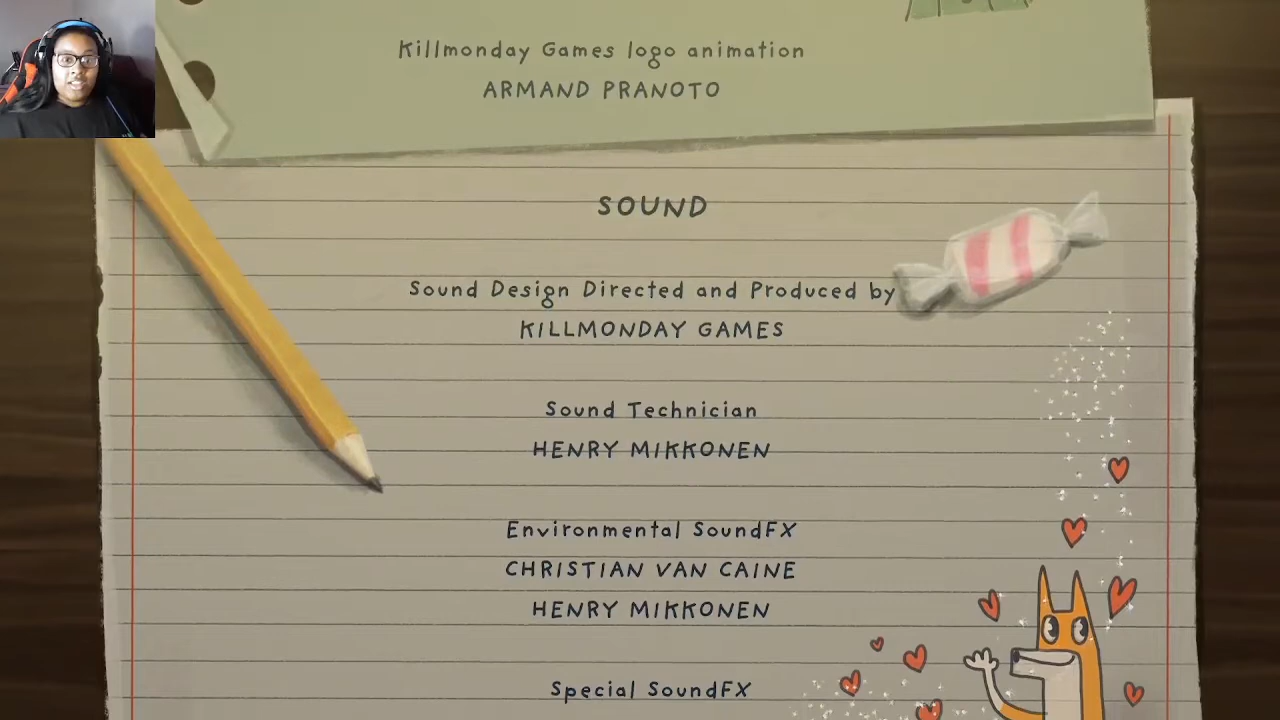 Killmonday Games logo animation
ARMAND PRANOTO
SOUND
Sound Design Directed and Produced by
KILLMONDAY GAMES
Sound Technician
HENRY MIKKONEN
Environmental SoundFX
CHRISTIAN VAN CAINE
HENRY MIKKONEN
Special SoundFX